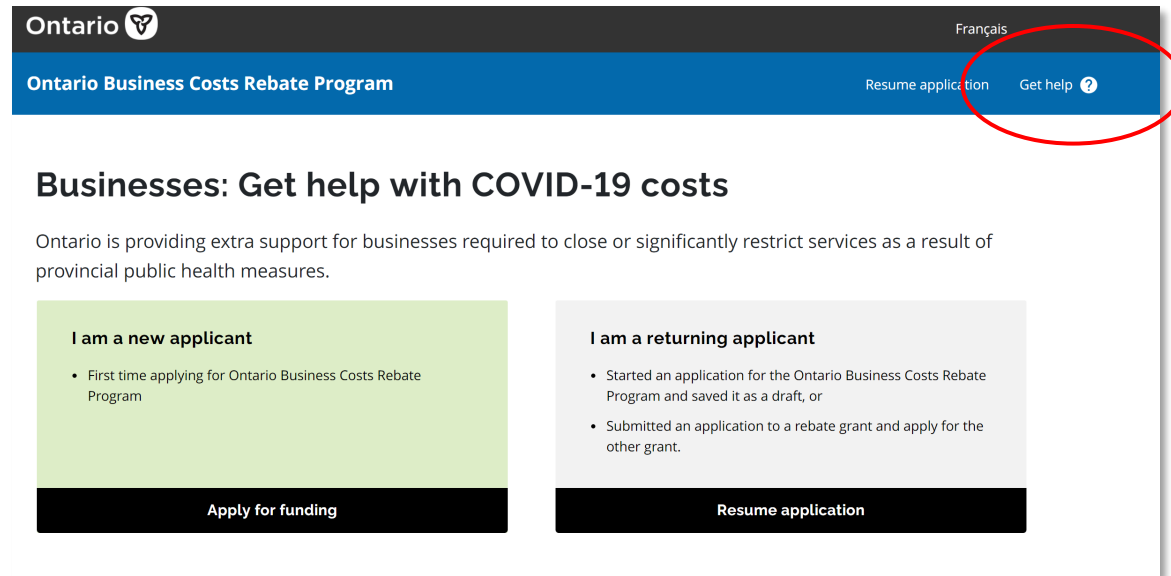 Ontario
Français
Ontario Business Costs Rebate Program
Resume application
Get help ?
Businesses: Get help with COVID-19 costs
Ontario is providing extra support for businesses required to close or significantly restrict services as a result of
provincial public health measures.
I am a new applicant
• First time applying for Ontario Business Costs Rebate
Program
Apply for funding
I am a returning applicant
• Started an application for the Ontario Business Costs Rebate
Program and saved it as a draft, or
• Submitted an application to a rebate grant and apply for the
other grant.
Resume application